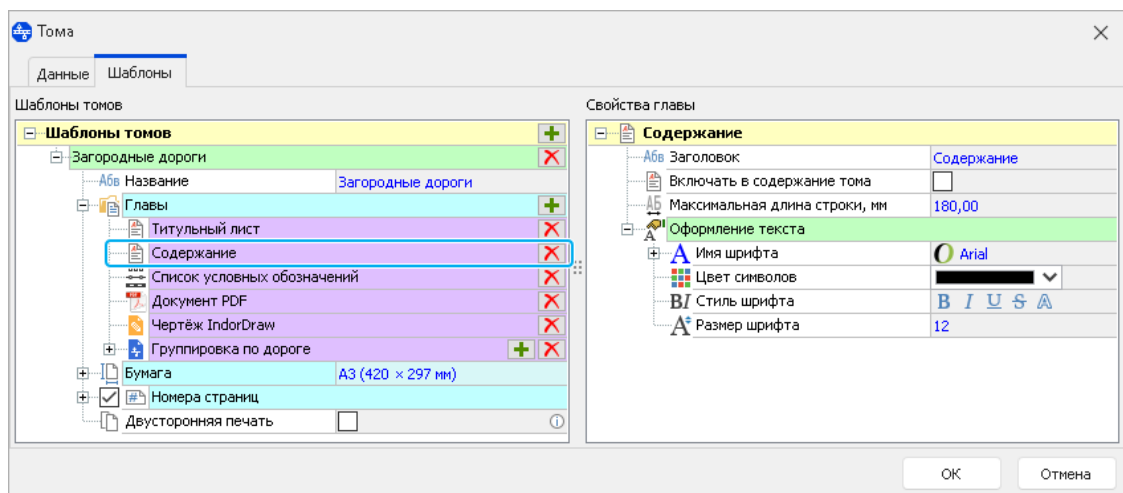 Тома
Данные Шаблоны
Шаблоны томов
Шаблоны томов
Загородные дороги
Абв Название Загородные дороги
Главы
Титульный лист
Содержание
Список условных обозначений
Документ PDF
Чертёж IndorDraw
Группировка по дороге
Бумага А3 (420 × 297 мм)
Номера страниц
Двусторонняя печать
Свойства главы
Содержание
Абв Заголовок Содержание
Включать в содержание тома
АБ Максимальная длина строки, мм 180,00
Оформление текста
Имя шрифта Arial
Цвет символов
BI Стиль шрифта B I U S A
Размер шрифта 12
ОК Отмена